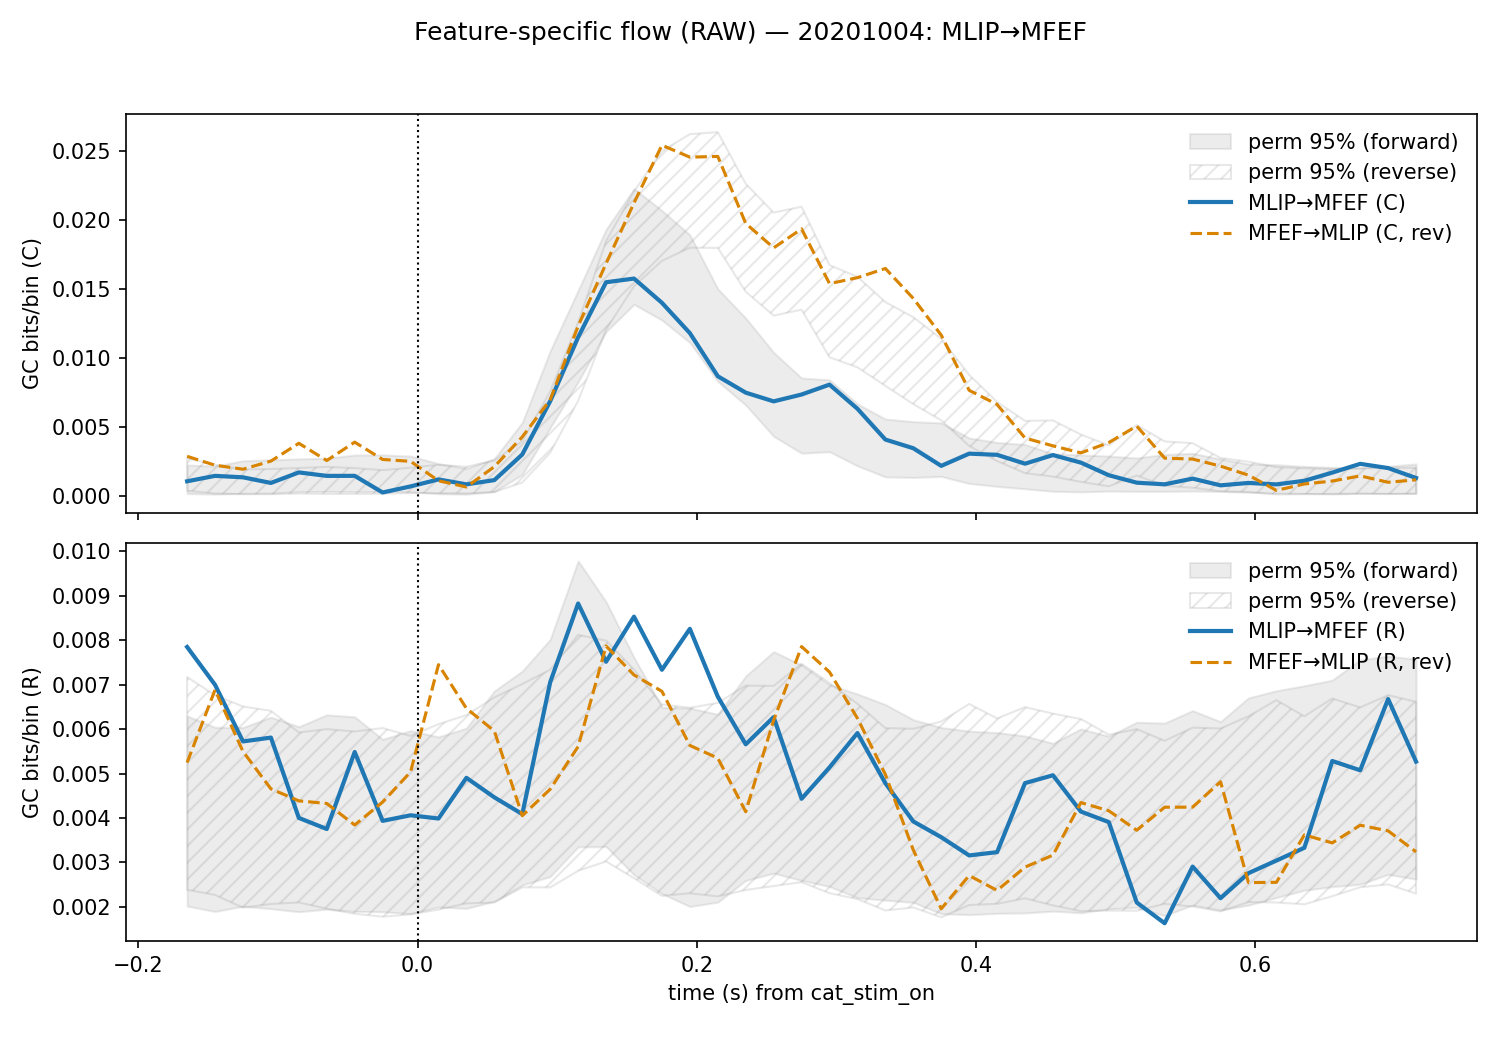 Feature-specific flow (RAW) — 20201004: MLIP→MFEF
GC bits/bin (C)
0.025
0.020
0.015
0.010
0.005
0.000
perm 95% (forward)
perm 95% (reverse)
MLIP→MFEF (C)
MFEF→MLIP (C, rev)
GC bits/bin (R)
0.010
0.009
0.008
0.007
0.006
0.005
0.004
0.003
0.002
perm 95% (forward)
perm 95% (reverse)
MLIP→MFEF (R)
MFEF→MLIP (R, rev)
−0.2 0.0 0.2 0.4 0.6
time (s) from cat_stim_on